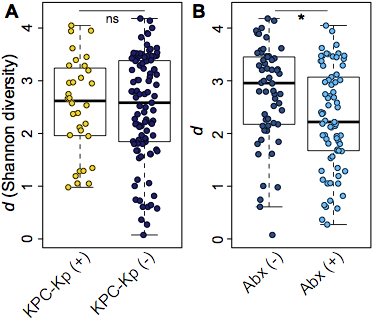 A
ns
d (Shannon diversity)
4
3
2
1
0
KPC-Kp (+)
KPC-Kp (-)
B
*
d
4
3
2
1
0
Abx (-)
Abx (+)